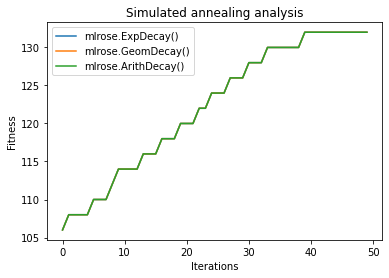 Simulated annealing analysis
mlrose.ExpDecay()
mlrose.GeomDecay()
mlrose.ArithDecay()
Fitness
130
125
120
115
110
105
0
10
20
30
40
50
Iterations